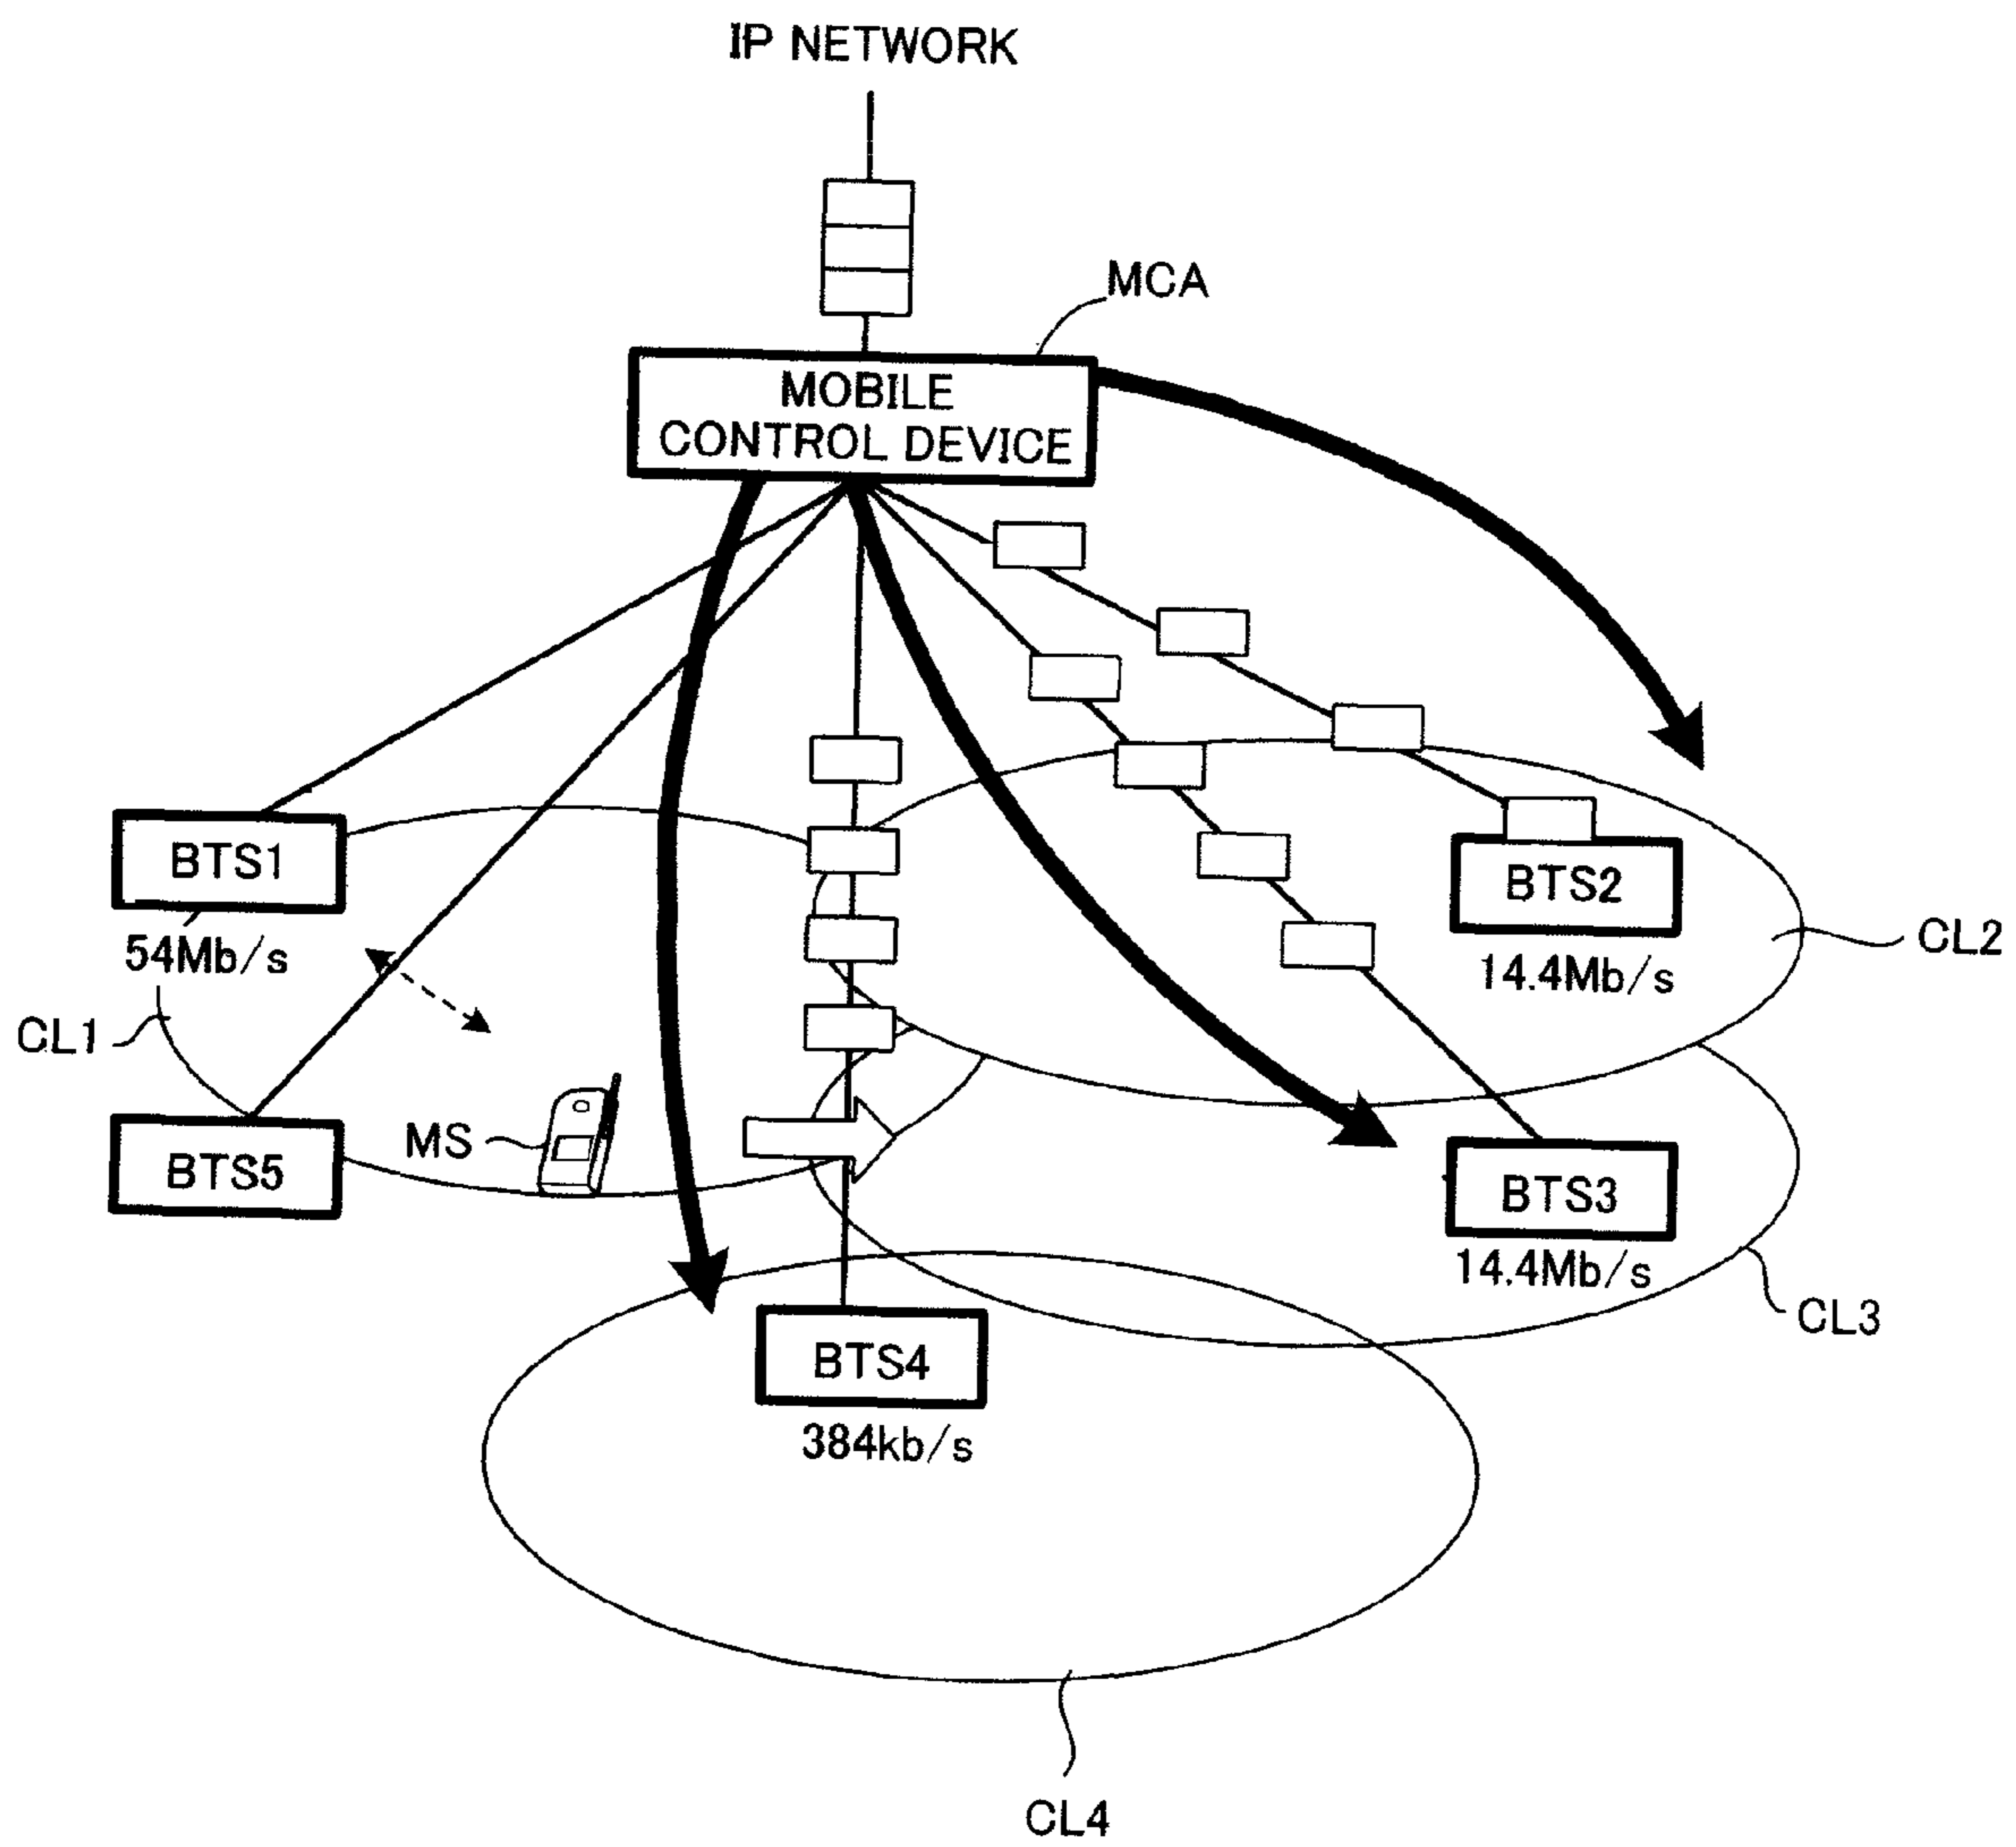 IP NETWORK
MCA
MOBILE
CONTROL DEVICE
BTS1
54Mb/s
BTS2
14.4Mb/s
CL2
CL1
MS
BTS5
BTS3
14.4Mb/s
CL3
BTS4
384kb/s
CL4